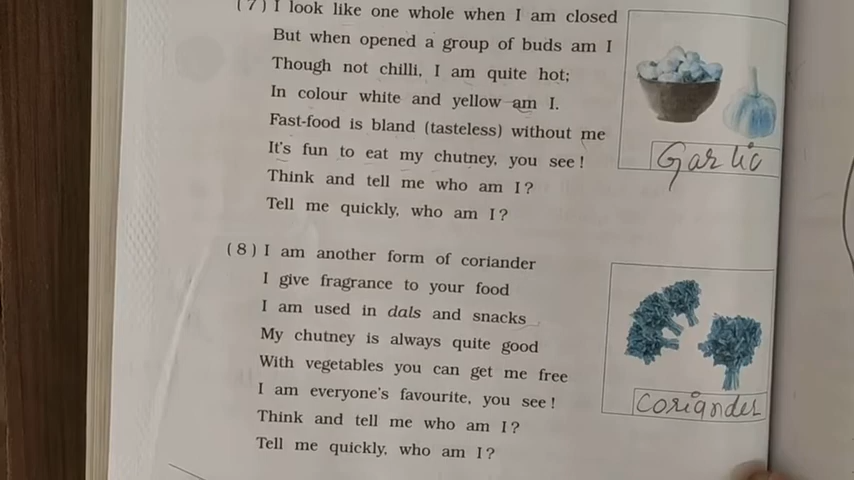 (7) I look like one whole when I am closed
But when opened a group of buds am I
Though not chilli, I am quite hot;
In colour white and yellow am I.
Fast-food is bland (tasteless) without me
It's fun to eat my chutney, you see!
Think and tell me who am I?
Tell me quickly, who am I?
Garlic
(8) I am another form of coriander
I give fragrance to your food
I am used in dals and snacks
My chutney is always quite good
With vegetables you can get me free
I am everyone's favourite, you see!
Think and tell me who am I?
Tell me quickly, who am I?
Coriander